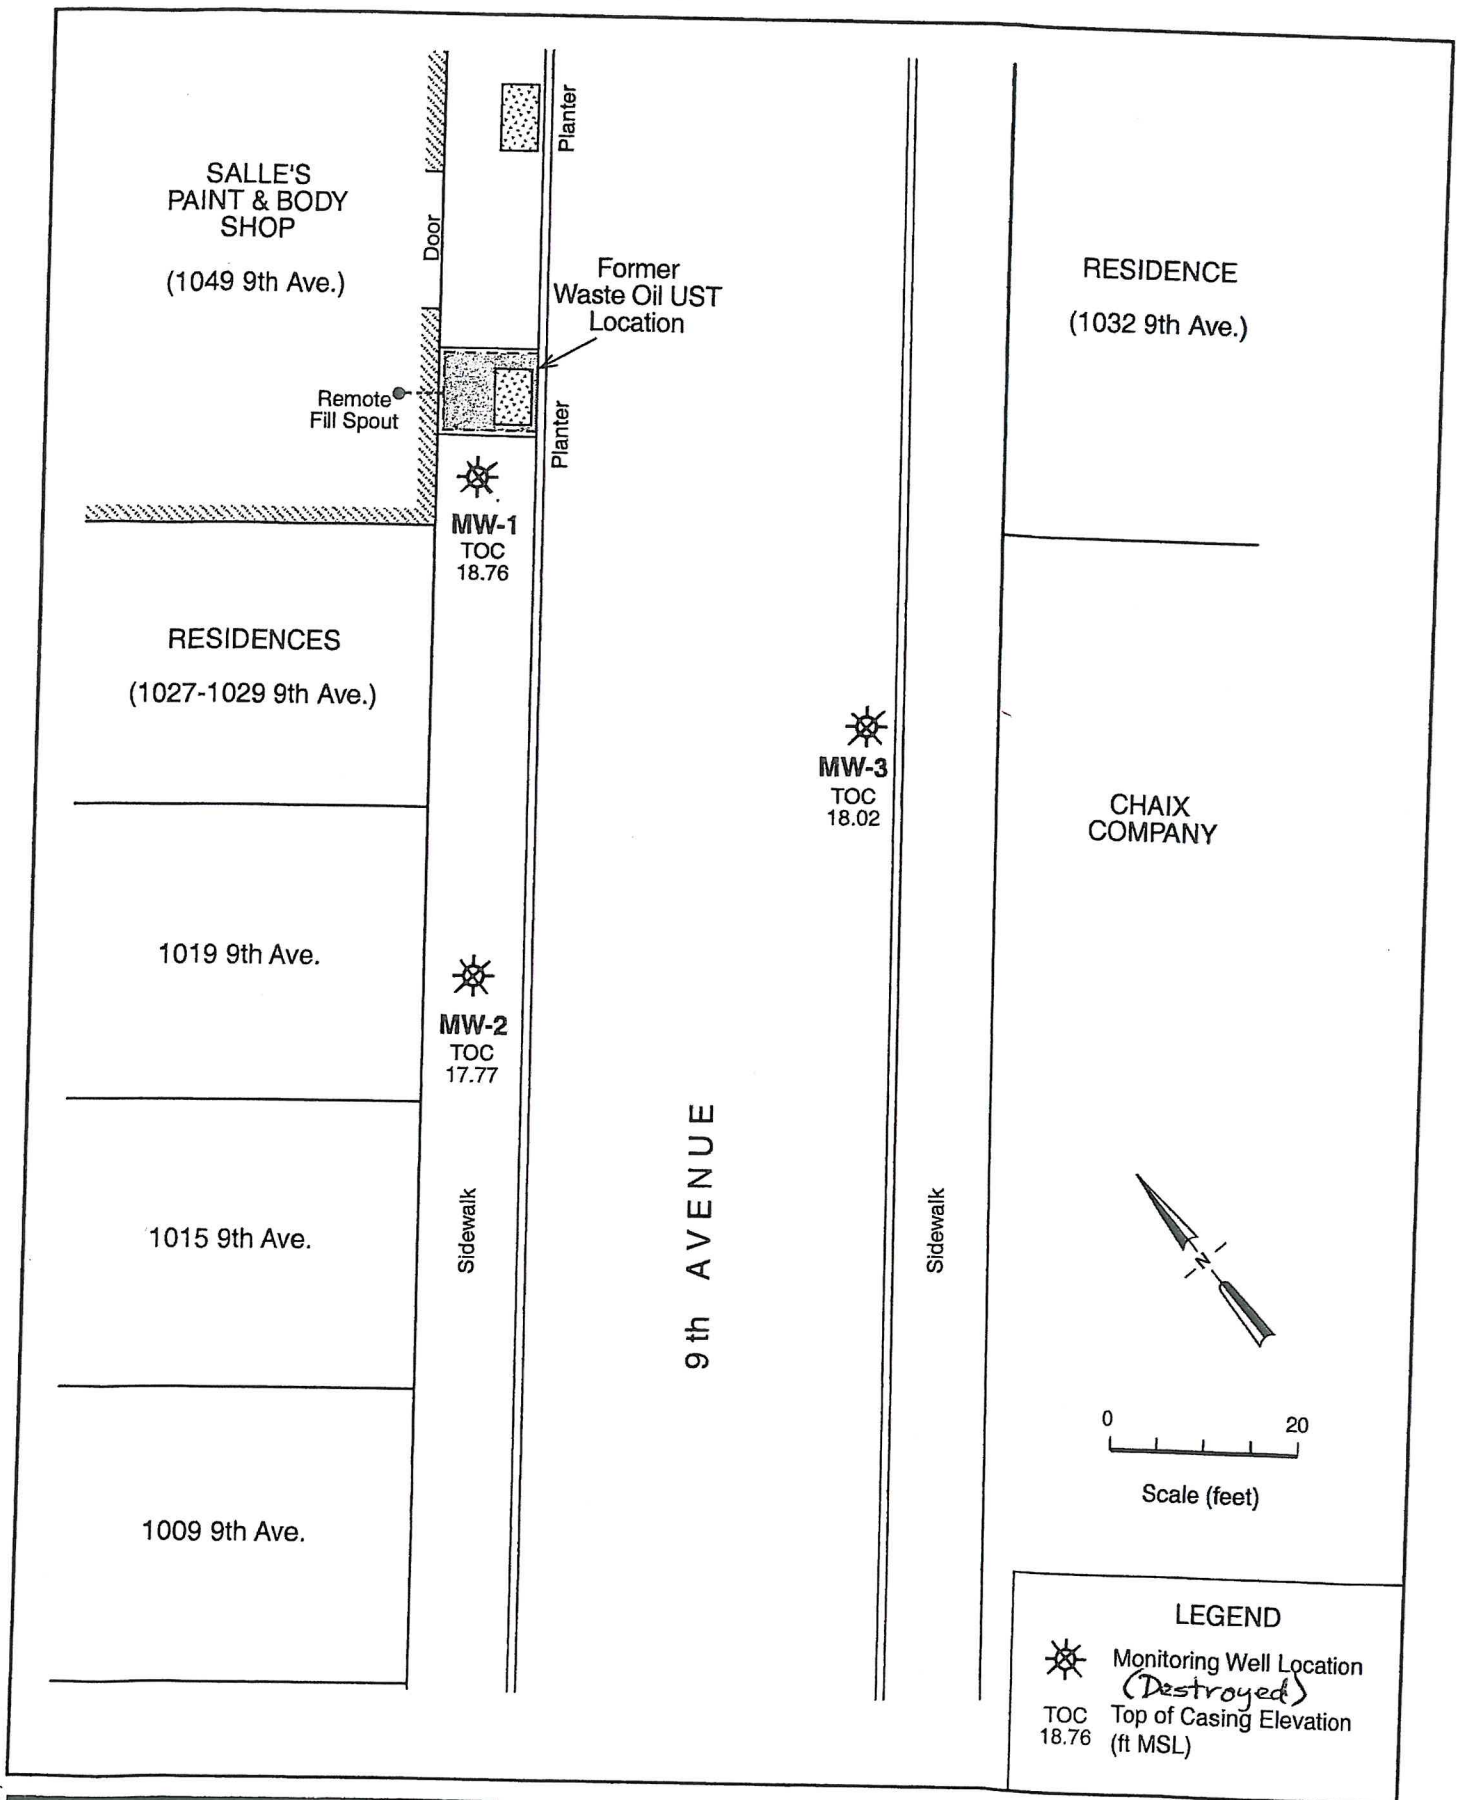 SALLE'S
PAINT & BODY
SHOP
(1049 9th Ave.)
Door
Planter
Former
Waste Oil UST
Location
Remote
Fill Spout
Planter
RESIDENCE
(1032 9th Ave.)
MW-1
TOC
18.76
RESIDENCES
(1027-1029 9th Ave.)
MW-3
TOC
18.02
CHAIX
COMPANY
1019 9th Ave.
MW-2
TOC
17.77
1015 9th Ave.
Sidewalk
9th AVENUE
Sidewalk
N
0 20
Scale (feet)
1009 9th Ave.
LEGEND
Monitoring Well Location
(Destroyed)
TOC Top of Casing Elevation
18.76 (ft MSL)